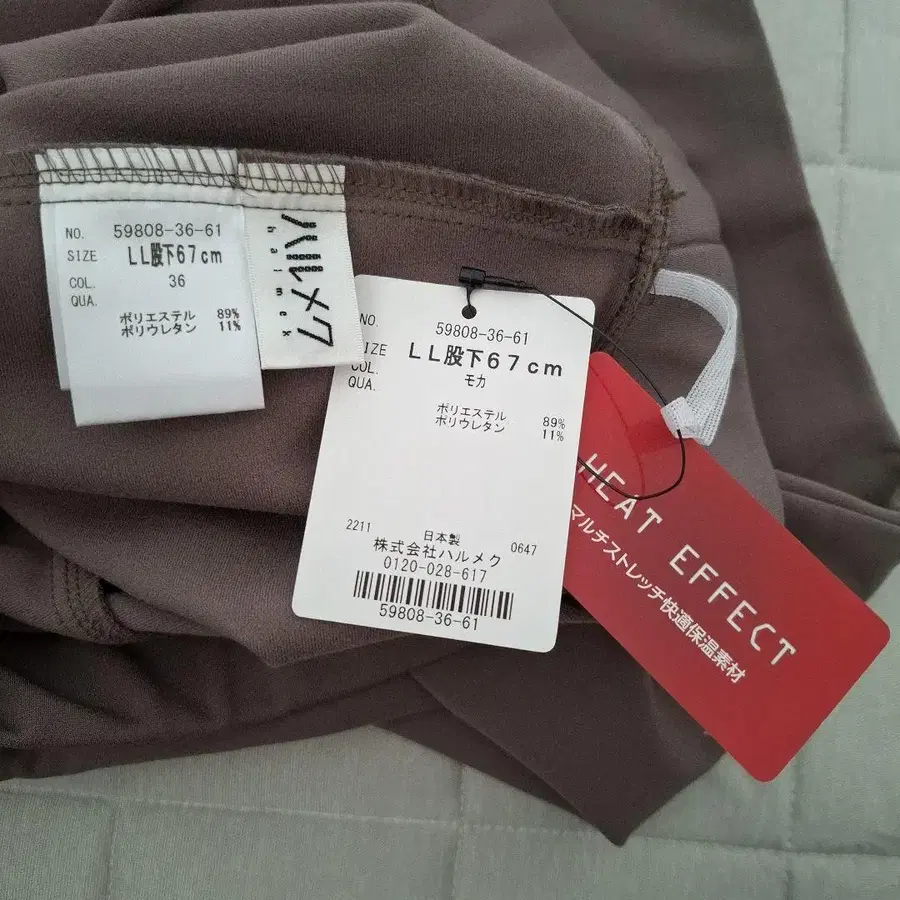 NO. 59808-36-61
SIZE LL股下67cm
COL. 36
QUA.
ポリエステル 89%
ポリウレタン 11%
ハルメク
halmek
NO. 59808-36-61
SIZE LL股下67cm
COL. モカ
QUA.
ポリエステル 89%
ポリウレタン 11%
2211 日本製 0647
株式会社ハルメク
0120-028-617
59808-36-61
HEAT EFFECT
マルチストレッチ快適保温素材